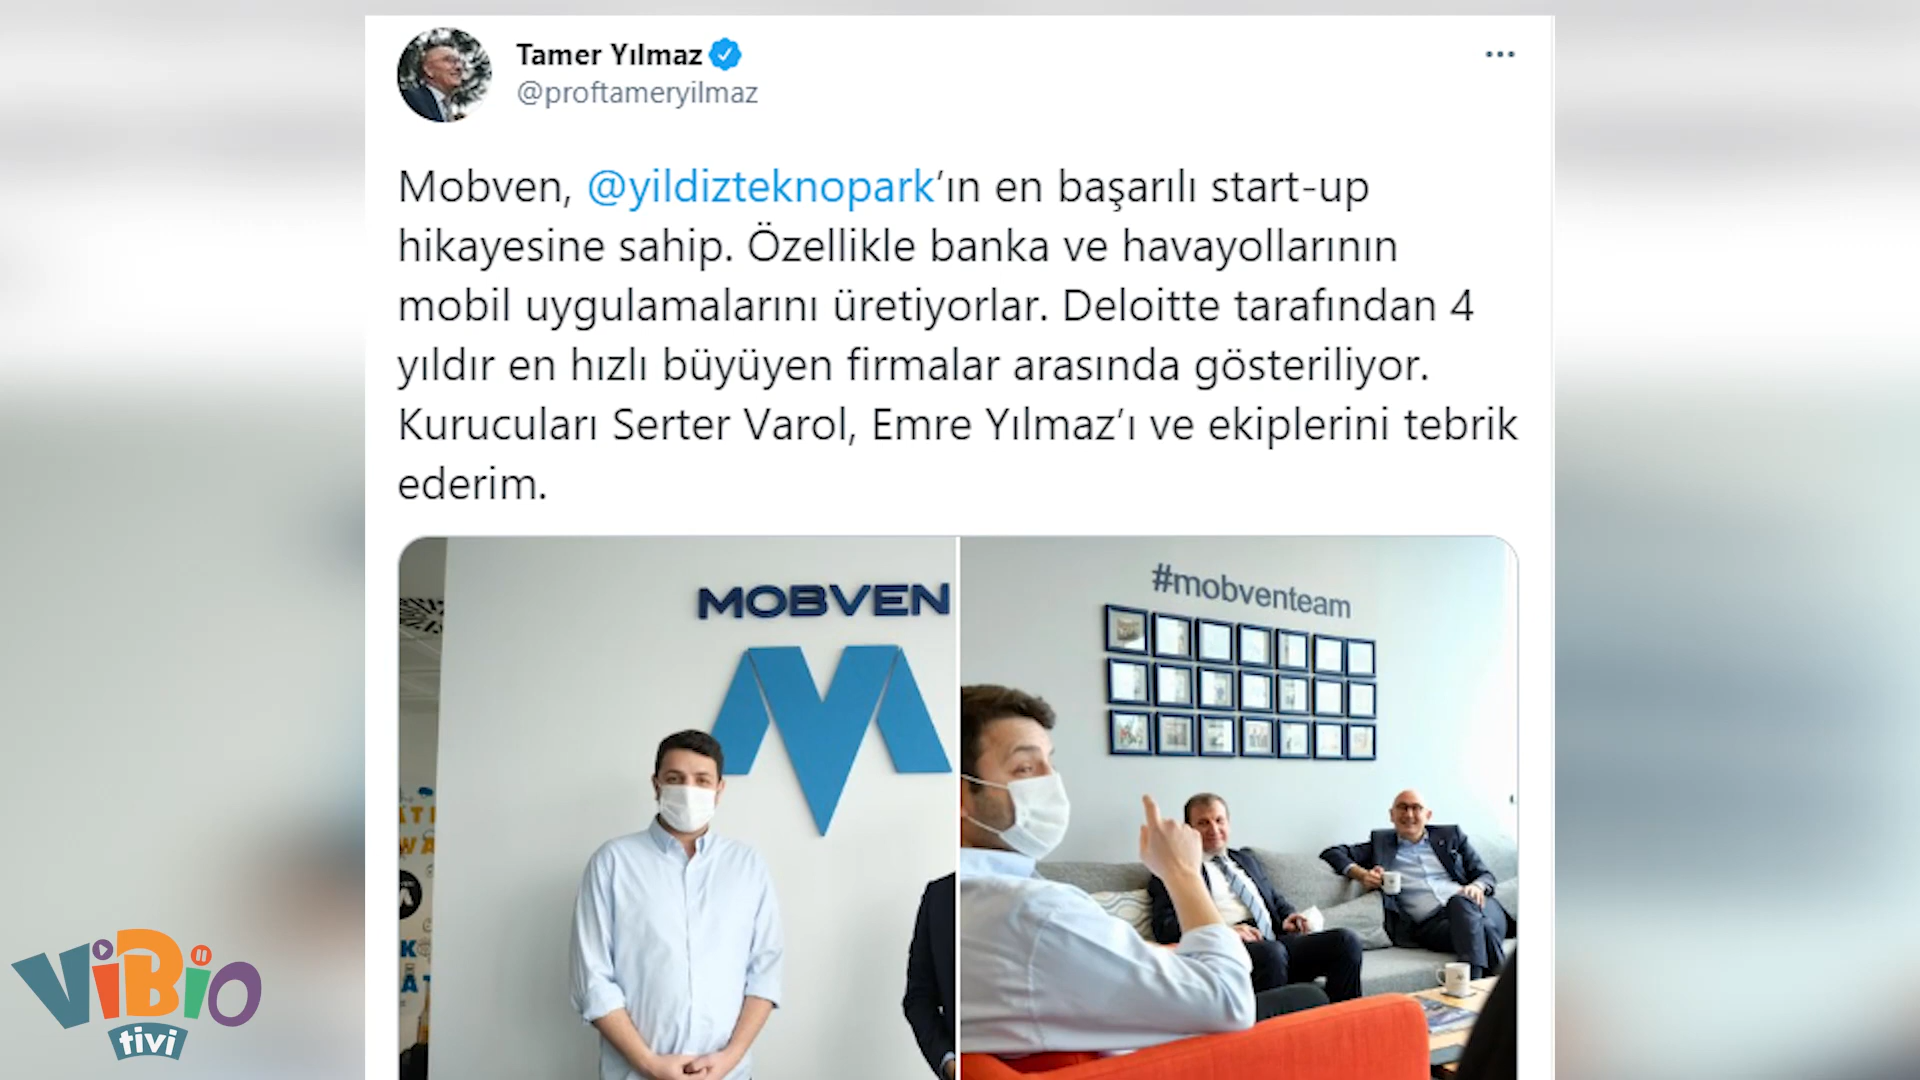 Tamer Yılmaz
@proftameryilmaz
Mobven, @yildizteknopark’ın en başarılı start-up
hikayesine sahip. Özellikle banka ve havayollarının
mobil uygulamalarını üretiyorlar. Deloitte tarafından 4
yıldır en hızlı büyüyen firmalar arasında gösteriliyor.
Kurucuları Serter Varol, Emre Yılmaz’ı ve ekiplerini tebrik
ederim.
MOBVEN
#mobventeam
ViBiO
tivi